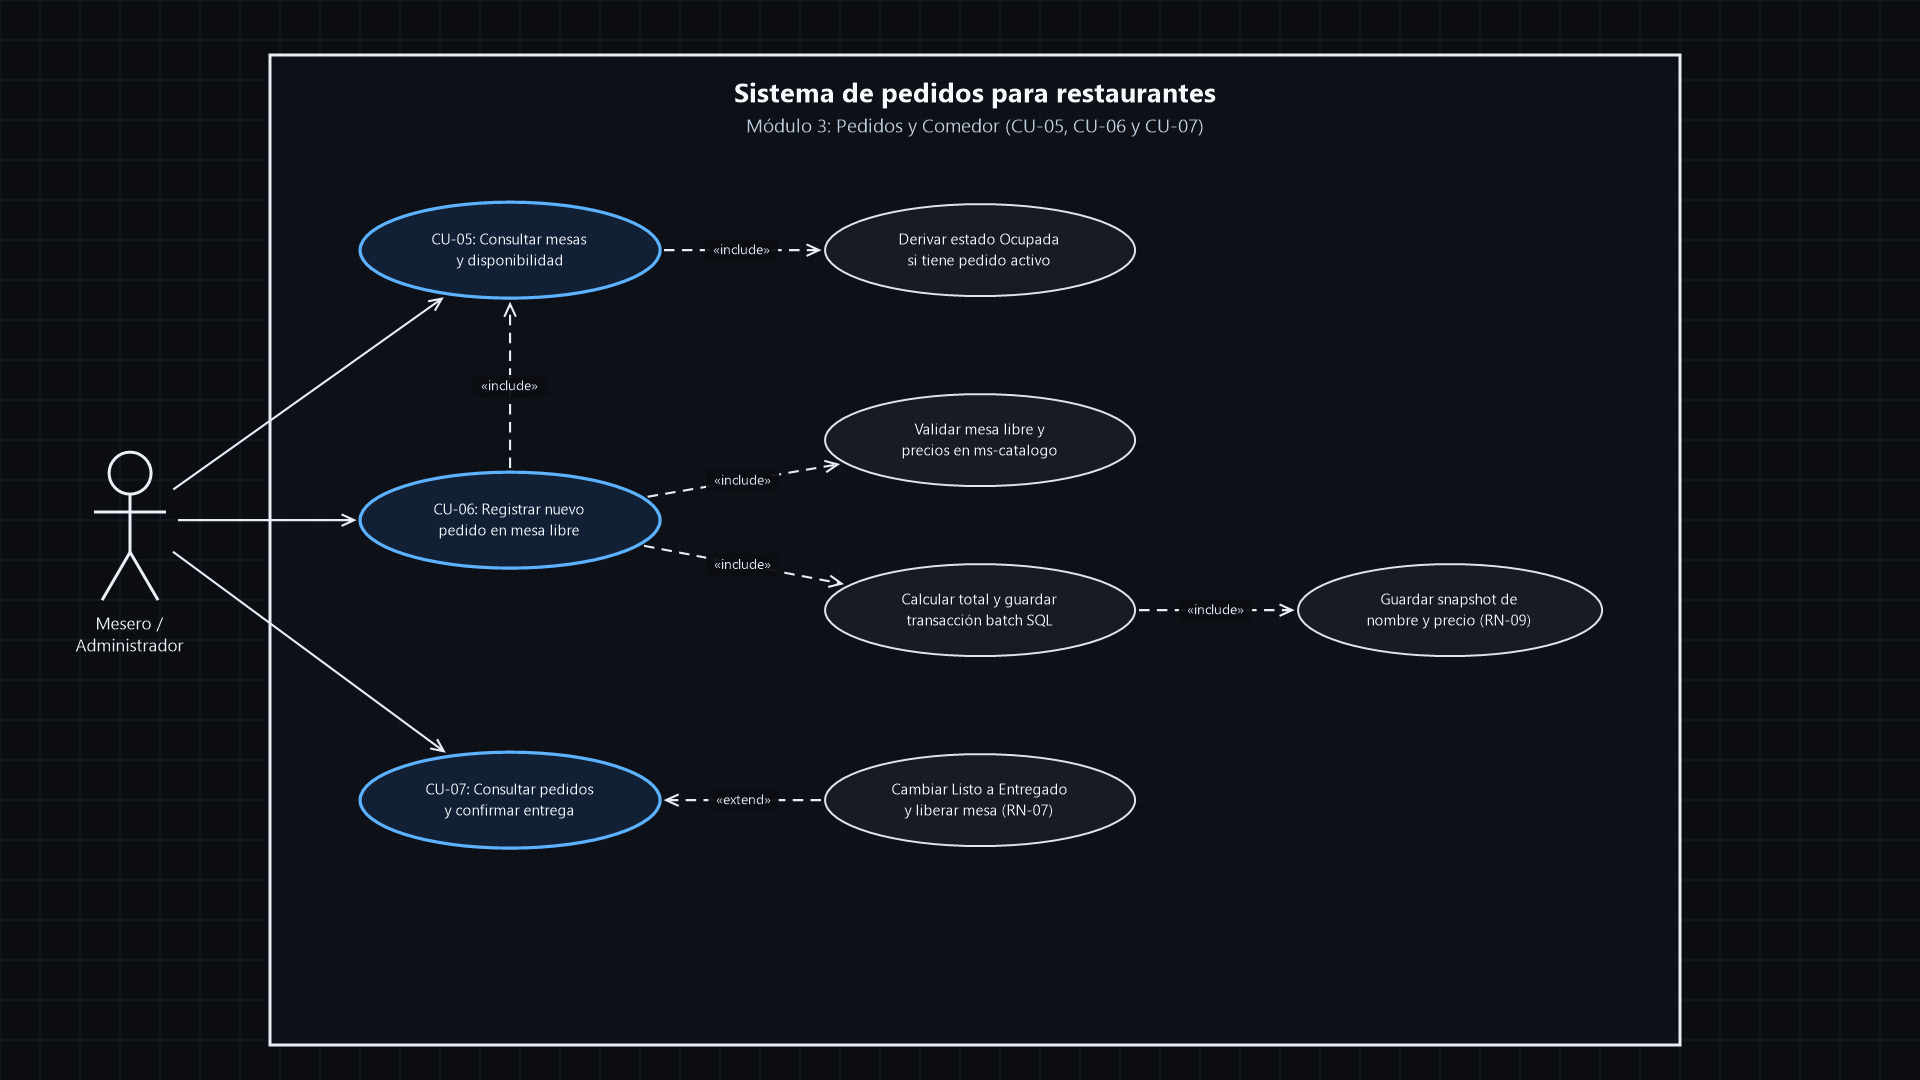 Sistema de pedidos para restaurantes
Módulo 3: Pedidos y Comedor (CU-05, CU-06 y CU-07)
CU-05: Consultar mesas
y disponibilidad
«include»
Derivar estado Ocupada
si tiene pedido activo
«include»
Validar mesa libre y
precios en ms-catalogo
«include»
CU-06: Registrar nuevo
pedido en mesa libre
«include»
Calcular total y guardar
transacción batch SQL
«include»
Guardar snapshot de
nombre y precio (RN-09)
Mesero /
Administrador
CU-07: Consultar pedidos
y confirmar entrega
«extend»
Cambiar Listo a Entregado
y liberar mesa (RN-07)